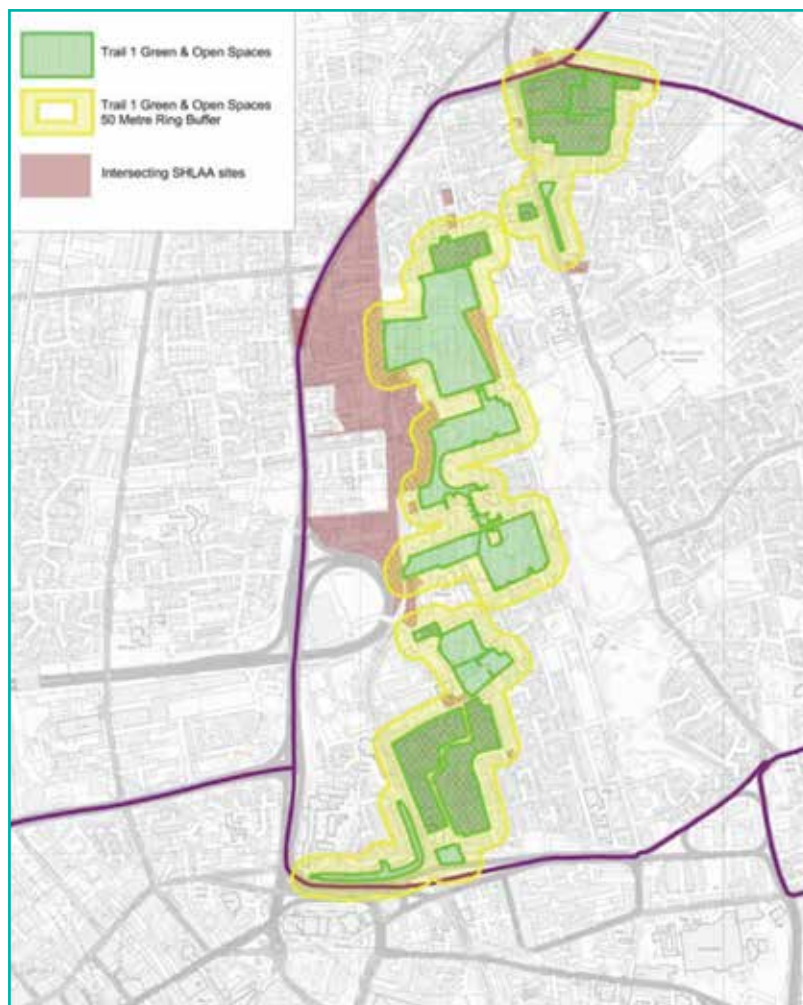 Trail 1 Green & Open Spaces
Trail 1 Green & Open Spaces
50 Metre Ring Buffer
Intersecting SHLAA sites